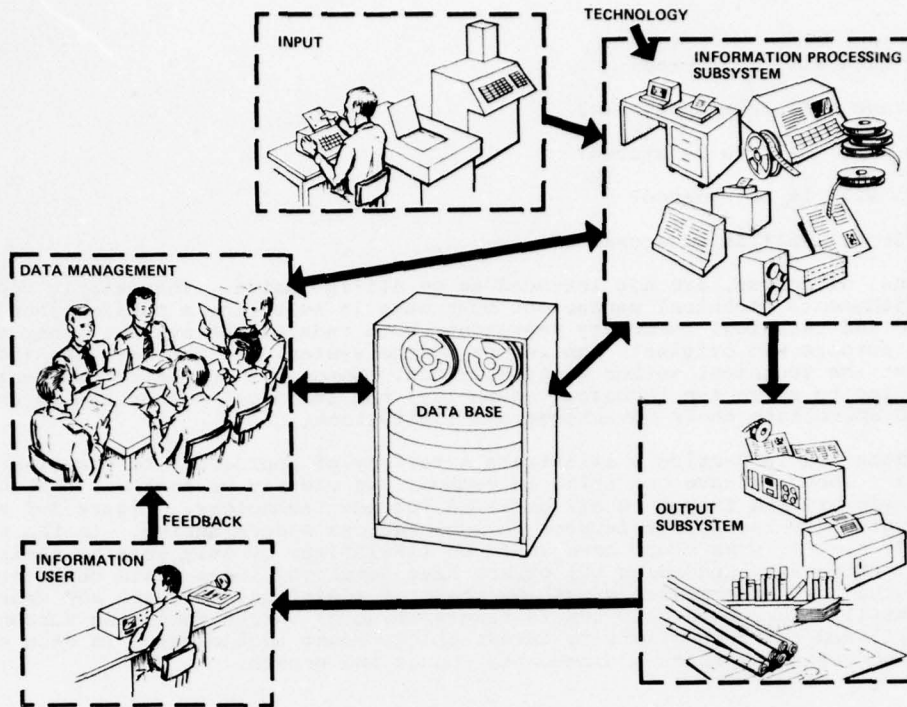 TECHNOLOGY
INPUT
INFORMATION PROCESSING
SUBSYSTEM
DATA MANAGEMENT
DATA BASE
OUTPUT
SUBSYSTEM
FEEDBACK
INFORMATION
USER